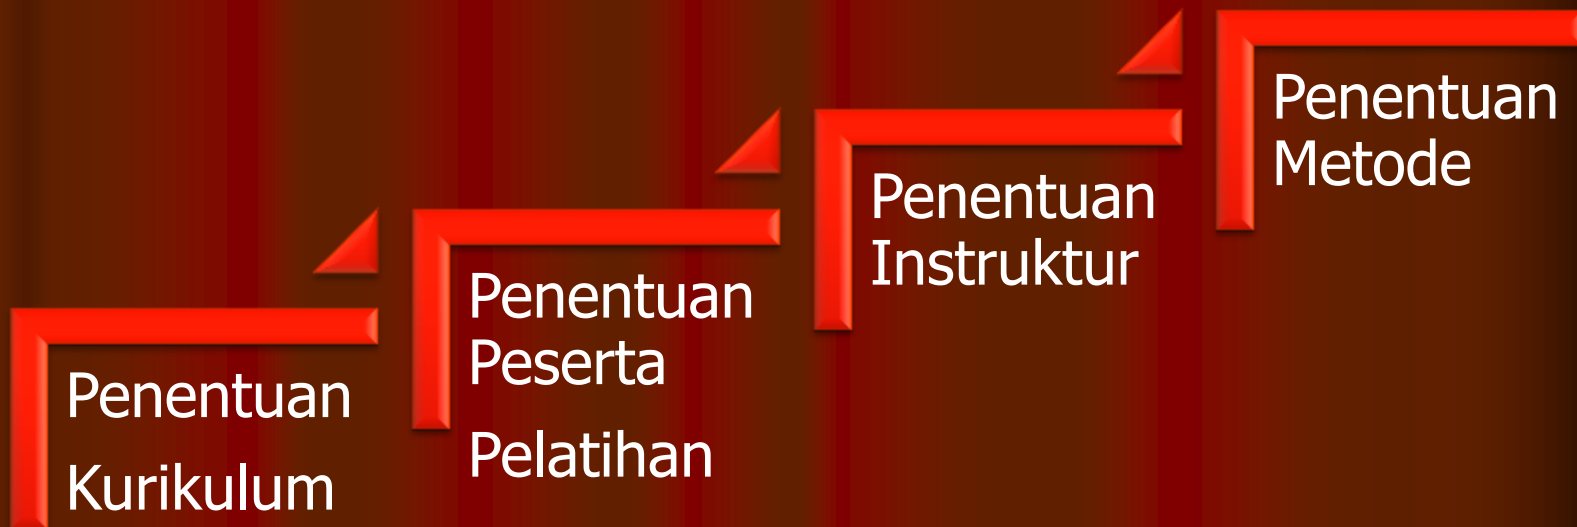 Penentuan
Kurikulum
Penentuan
Peserta
Pelatihan
Penentuan
Instruktur
Penentuan
Metode